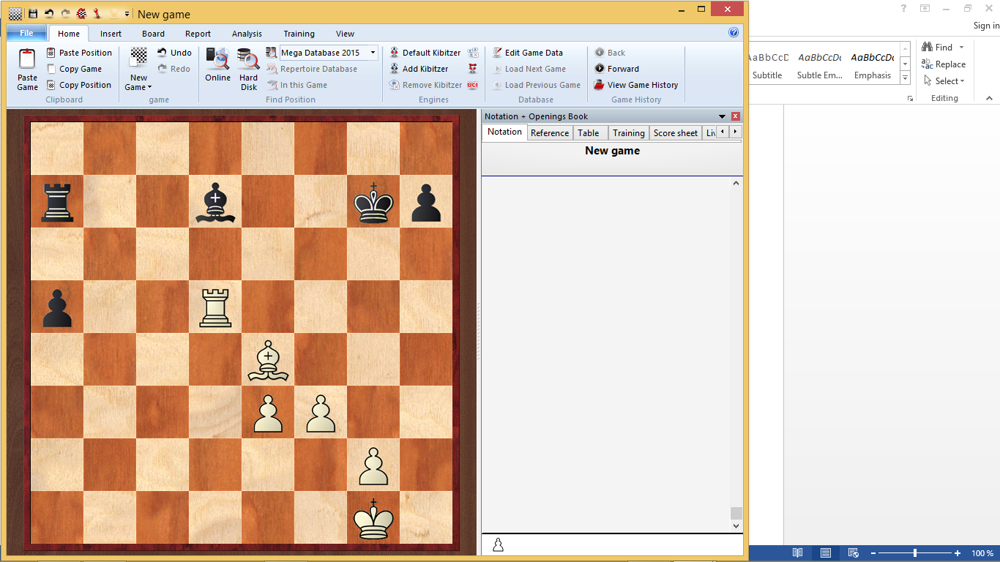 New game
File Home Insert Board Report Analysis Training View
Sign in
Paste Game
Paste Position
Copy Game
Copy Position
Clipboard
New Game
Undo
Redo
game
Online
Hard Disk
Mega Database 2015
Repertoire Database
In this Game
Find Position
Default Kibitzer
Add Kibitzer
Remove Kibitzer
UCI
Engines
Edit Game Data
Load Next Game
Load Previous Game
Database
Back
Forward
View Game History
Game History
AaBbCcD AaBbCcDc AaBbCcDc
Subtitle Subtle Em... Emphasis
Find
Replace
Select
Editing
Notation + Openings Book
Notation Reference Table Training Score sheet Liv
New game
100 %